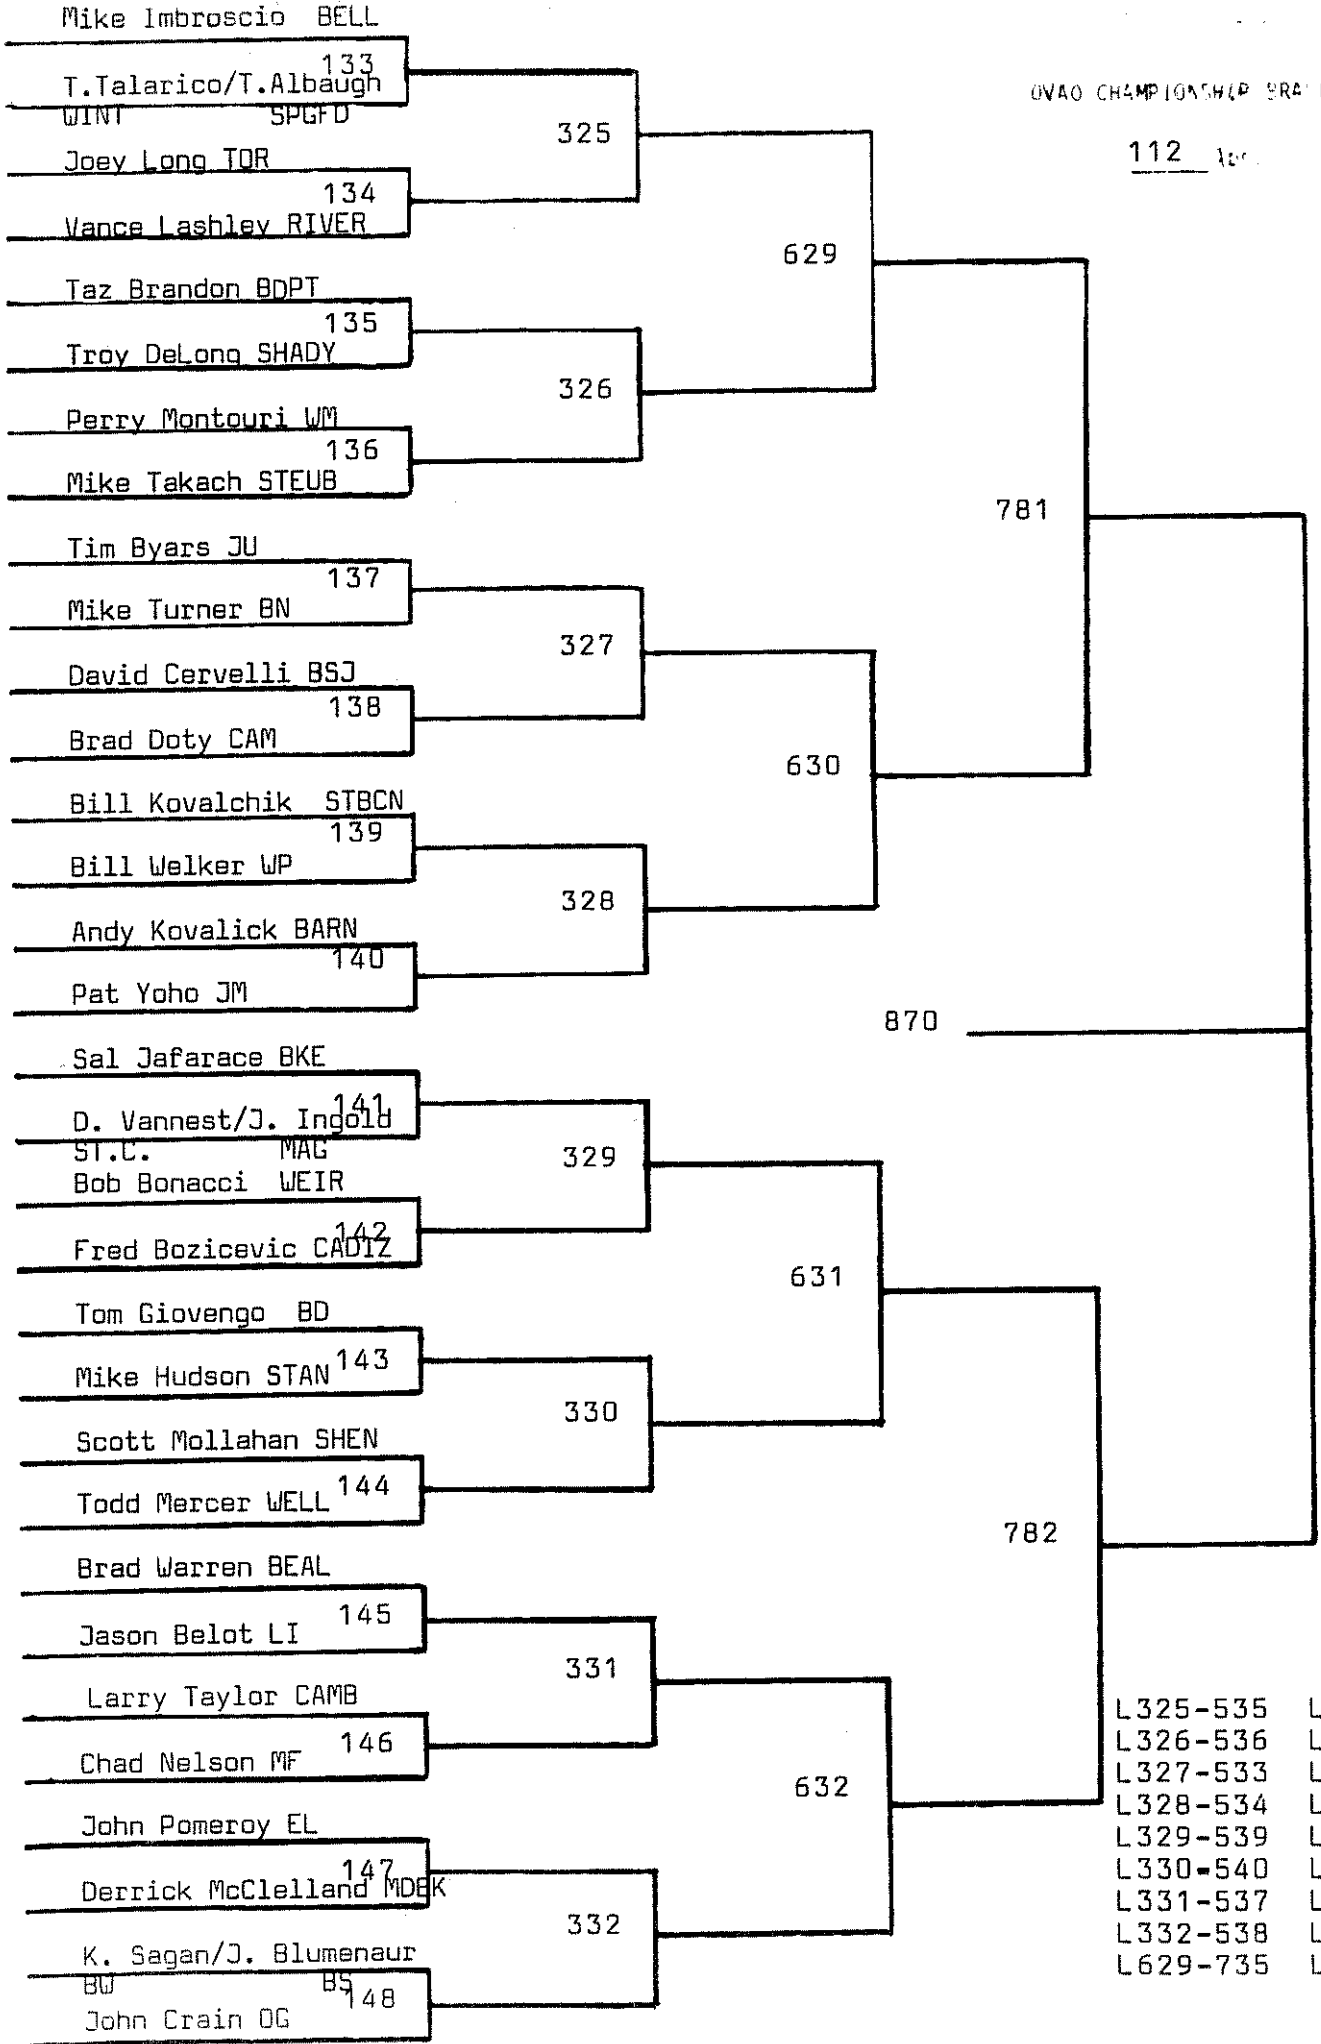 Mike Imbroscio BELL
133
T.Talarico/T.Albaugh
WINT SPGFD
325
Joey Long TOR
134
Vance Lashley RIVER
OVAO CHAMPIONSHIP
112
629
Taz Brandon BDPT
135
Troy DeLong SHADY
326
Perry Montouri WM
136
Mike Takach STEUB
781
Tim Byars JU
137
Mike Turner BN
327
David Cervelli BSJ
138
Brad Doty CAM
630
Bill Kovalchik STBCN
139
Bill Welker WP
328
Andy Kovalick BARN
140
Pat Yoho JM
870
Sal Jafarace BKE
141
D. Vannest/J. Ingold
ST.C. MAG
329
Bob Bonacci WEIR
142
Fred Bozicevic CADIZ
631
Tom Giovengo BD
143
Mike Hudson STAN
330
Scott Mollahan SHEN
144
Todd Mercer WELL
782
Brad Warren BEAL
145
Jason Belot LI
331
Larry Taylor CAMB
146
Chad Nelson MF
632
John Pomeroy EL
147
Derrick McClelland MDBK
332
K. Sagan/J. Blumenaur
BW BS
148
John Crain OG
L325-535 L
L326-536 L
L327-533 L
L328-534 L
L329-539 L
L330-540 L
L331-537 L
L332-538 L
L629-735 L